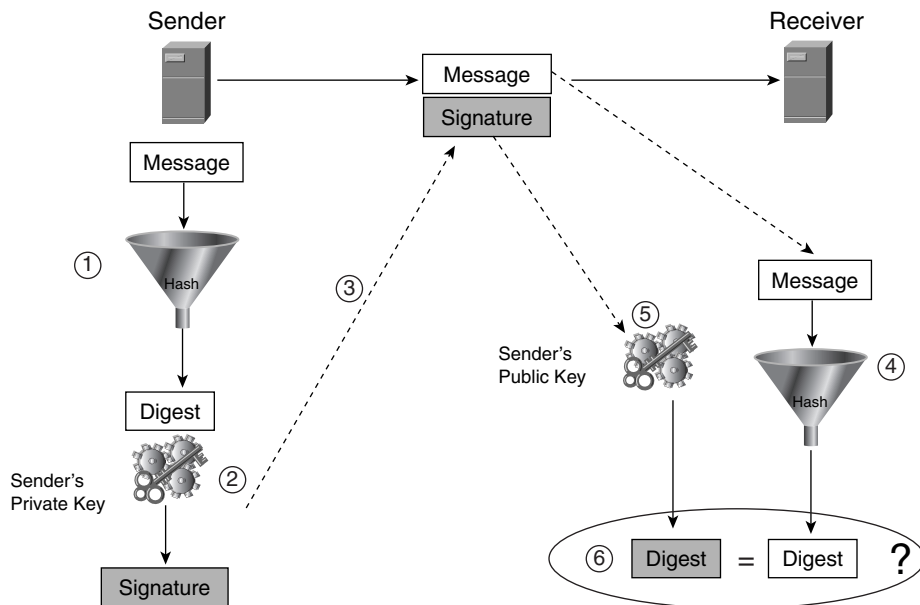 Sender
Receiver
Message
Signature
Message
1
Hash
3
Message
5
Sender's
Public Key
4
Hash
Digest
2
Sender's
Private Key
6
Digest
=
Digest
?
Signature